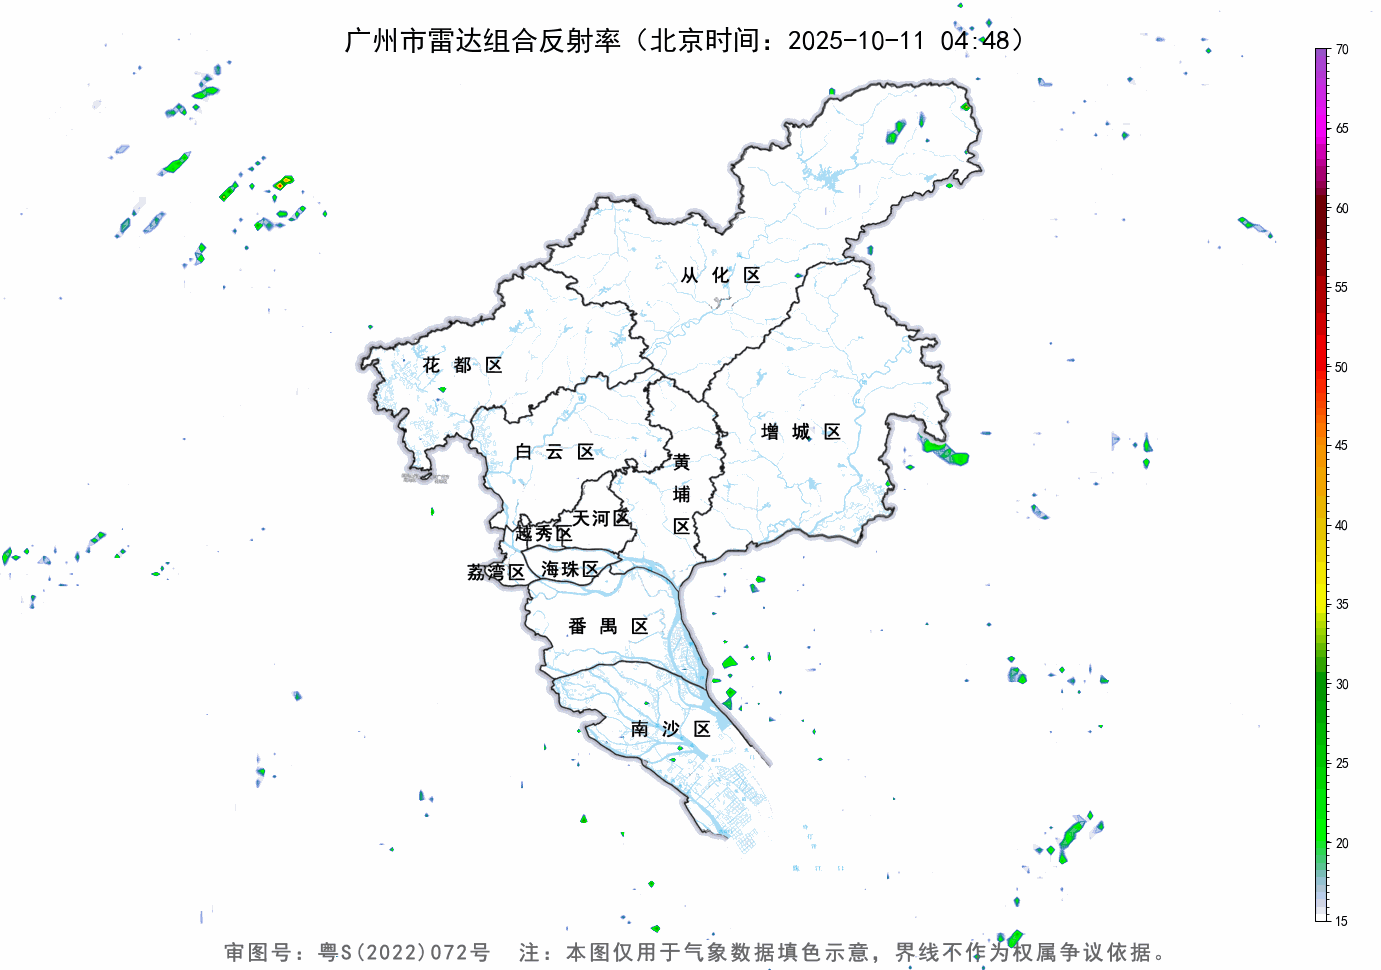 广州市雷达组合反射率（北京时间：2025-10-11 04:48）
70
65
60
55
50
45
40
35
30
25
20
15
从化区
花都区
增城区
白云区
黄埔区
天河区
越秀区
海珠区
荔湾区
番禺区
南沙区
审图号：粤S(2022)072号 注：本图仅用于气象数据填色示意，界线不作为权属争议依据。